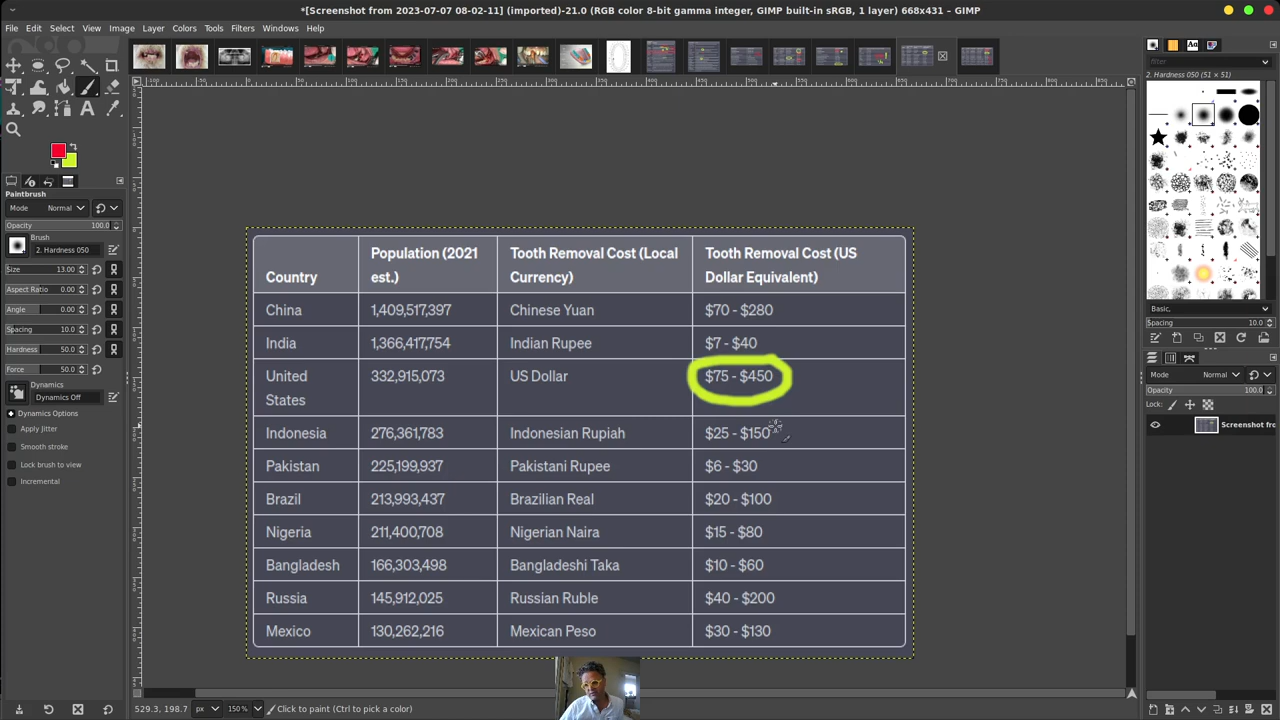 *[Screenshot from 2023-07-07 08-02-11] (imported)-21.0 (RGB color 8-bit gamma integer, GIMP built-in sRGB, 1 layer) 668x431 – GIMP
File Edit Select View Image Layer Colors Tools Filters Windows Help
filter
2. Hardness 050 (51 × 51)
Paintbrush
Mode Normal
Opacity 100.0
Brush
2. Hardness 050
Size 13.00
Aspect Ratio 0.00
Angle 0.00
Spacing 10.0
Hardness 50.0
Force 50.0
Dynamics
Dynamics Off
Dynamics Options
Apply Jitter
Smooth stroke
Lock brush to view
Incremental
Country Population (2021 est.) Tooth Removal Cost (Local Currency) Tooth Removal Cost (US Dollar Equivalent)
China 1,409,517,397 Chinese Yuan $70 - $280
India 1,366,417,754 Indian Rupee $7 - $40
United States 332,915,073 US Dollar $75 - $450
Indonesia 276,361,783 Indonesian Rupiah $25 - $150
Pakistan 225,199,937 Pakistani Rupee $6 - $30
Brazil 213,993,437 Brazilian Real $20 - $100
Nigeria 211,400,708 Nigerian Naira $15 - $80
Bangladesh 166,303,498 Bangladeshi Taka $10 - $60
Russia 145,912,025 Russian Ruble $40 - $200
Mexico 130,262,216 Mexican Peso $30 - $130
Basic,
Spacing 10.0
Mode Normal
Opacity 100.0
Lock:
Screenshot fro
529.3, 198.7 px 150% Click to paint (Ctrl to pick a color)